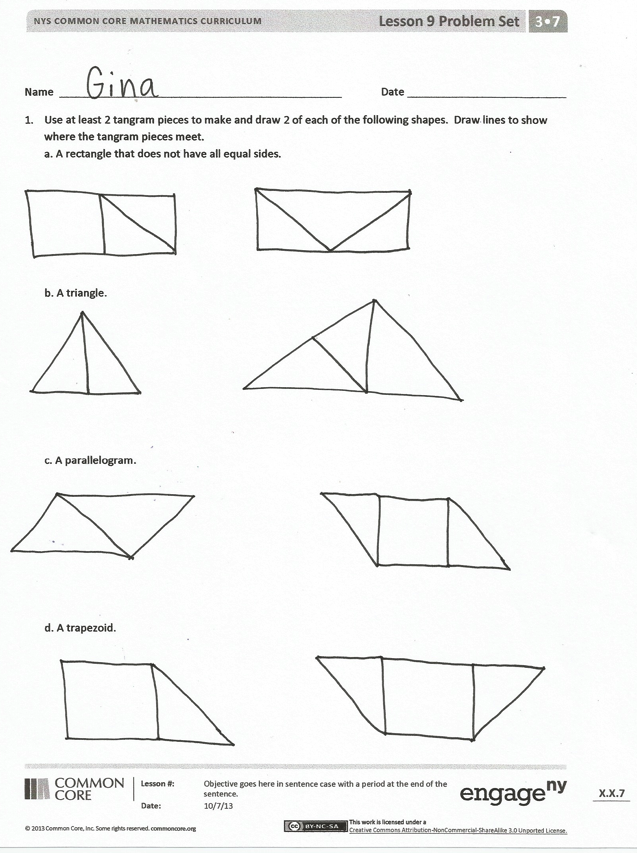 NYS COMMON CORE MATHEMATICS CURRICULUM
Lesson 9 Problem Set
3•7
Name Gina Date
1. Use at least 2 tangram pieces to make and draw 2 of each of the following shapes. Draw lines to show
where the tangram pieces meet.
a. A rectangle that does not have all equal sides.
b. A triangle.
c. A parallelogram.
d. A trapezoid.
COMMON
CORE
Lesson #:
Objective goes here in sentence case with a period at the end of the
sentence.
Date:
10/7/13
engage ny
X.X.7
© 2013 Common Core, Inc. Some rights reserved. commoncore.org
cc BY-NC-SA
This work is licensed under a
Creative Commons Attribution-NonCommercial-ShareAlike 3.0 Unported License.